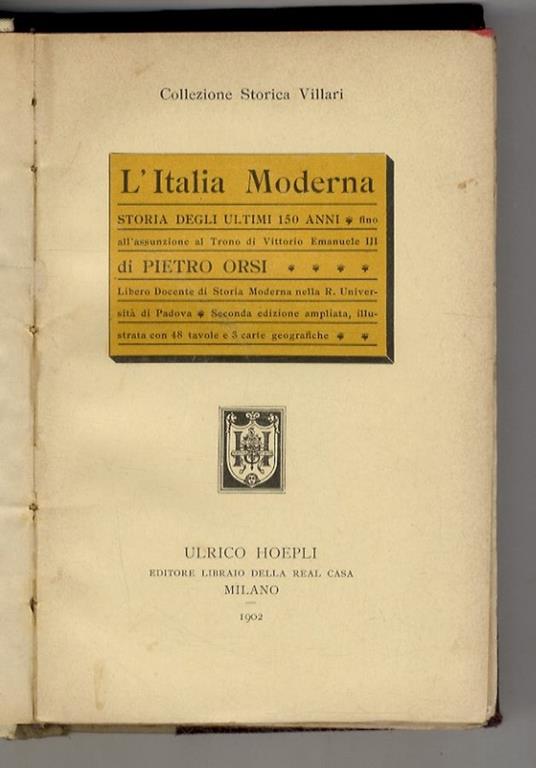 Collezione Storica Villari
L'Italia Moderna
STORIA DEGLI ULTIMI 150 ANNI fino
all'assunzione al Trono di Vittorio Emanuele III
di PIETRO ORSI
Libero Docente di Storia Moderna nella R. Univer-
sità di Padova Seconda edizione ampliata, illu-
strata con 48 tavole e 3 carte geografiche
ULRICO HOEPLI
EDITORE LIBRAIO DELLA REAL CASA
MILANO
1902